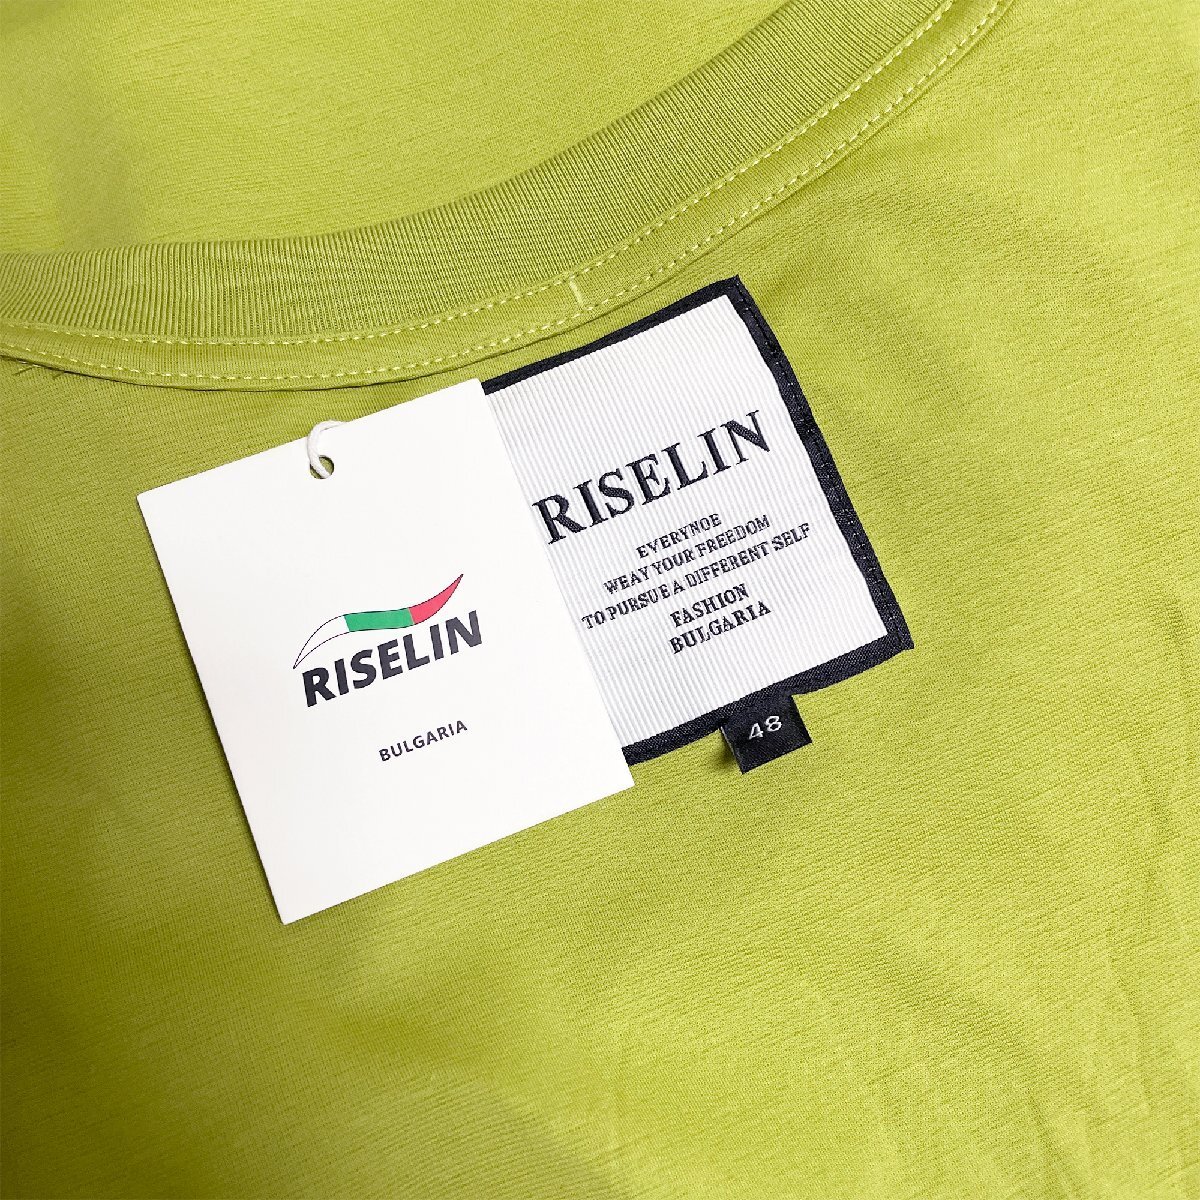 RISELIN
BULGARIA
RISELIN
EVERYNOE
WEAY YOUR FREEDOM
TO PURSUE A DIFFERENT SELF
FASHION
BULGARIA
48